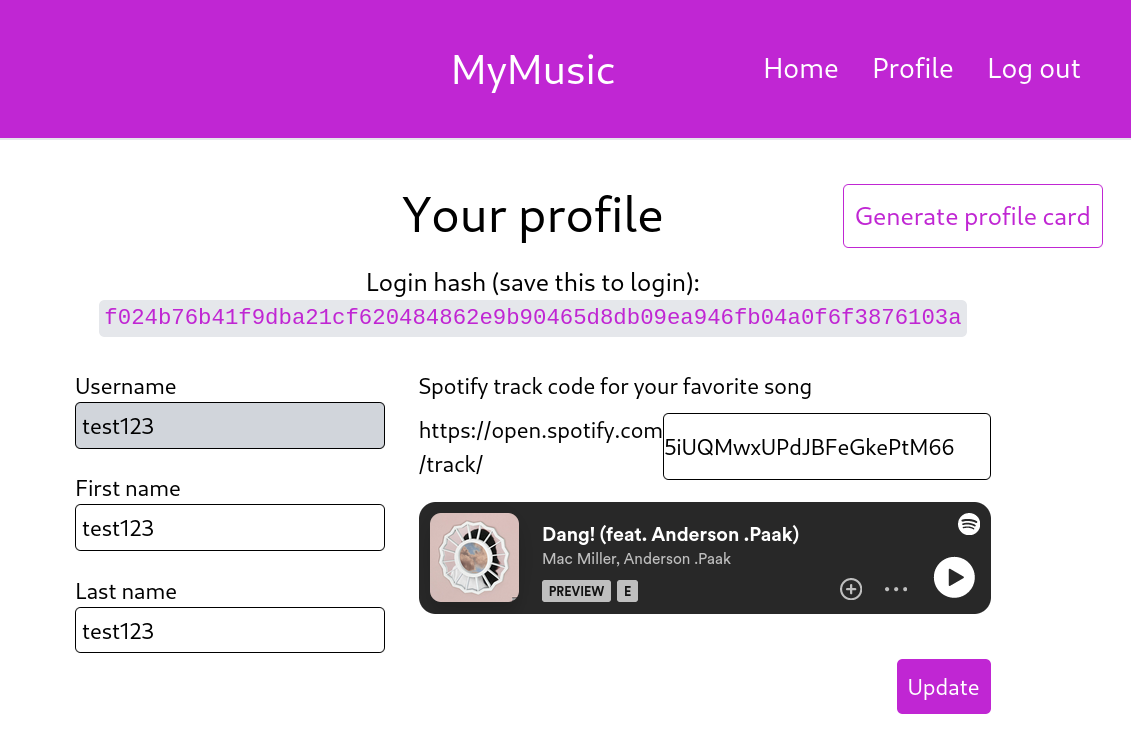 MyMusic
Home Profile Log out
Your profile
Generate profile card
Login hash (save this to login):
f024b76b41f9dba21cf620484862e9b90465d8db09ea946fb04a0f6f3876103a
Username
test123
First name
test123
Last name
test123
Spotify track code for your favorite song
https://open.spotify.com
/track/
5iUQMwxUPdJBFeGkePtM66
Dang! (feat. Anderson .Paak)
Mac Miller, Anderson .Paak
PREVIEW E
Update